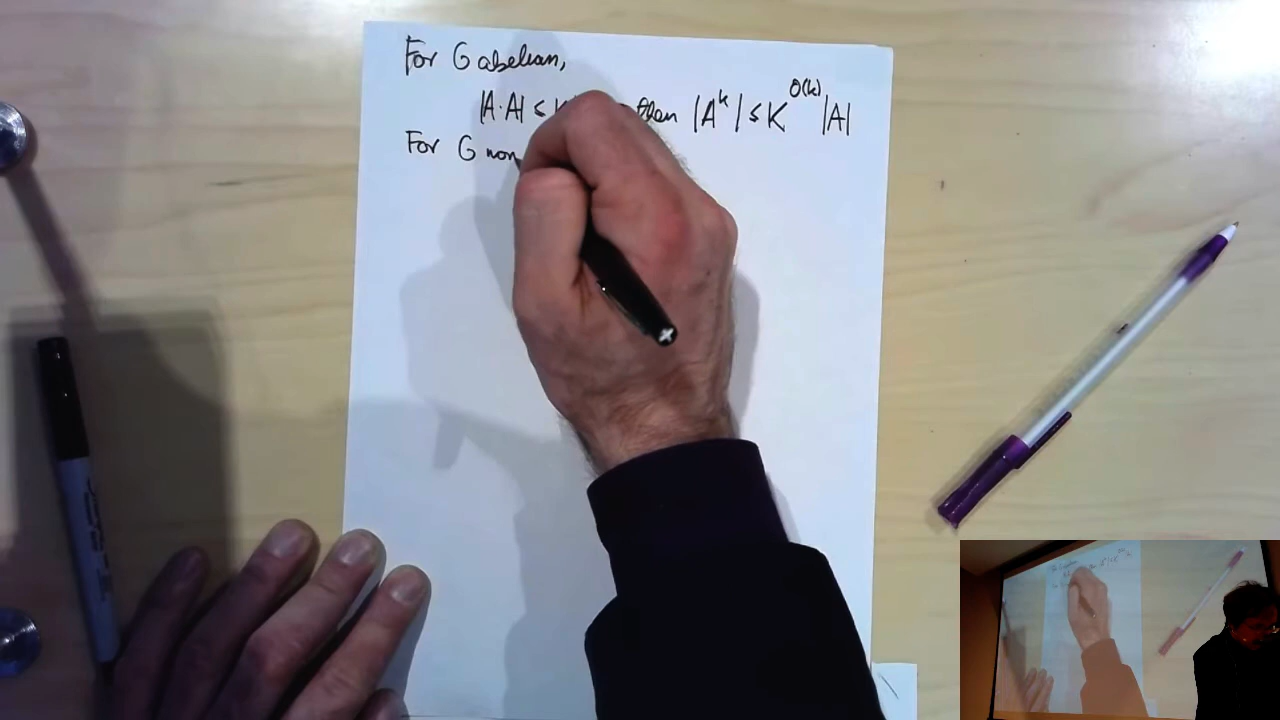 For G abelian,
|A·A| ≤ K then |A^k| ≤ K^{O(k)} |A|
For G non